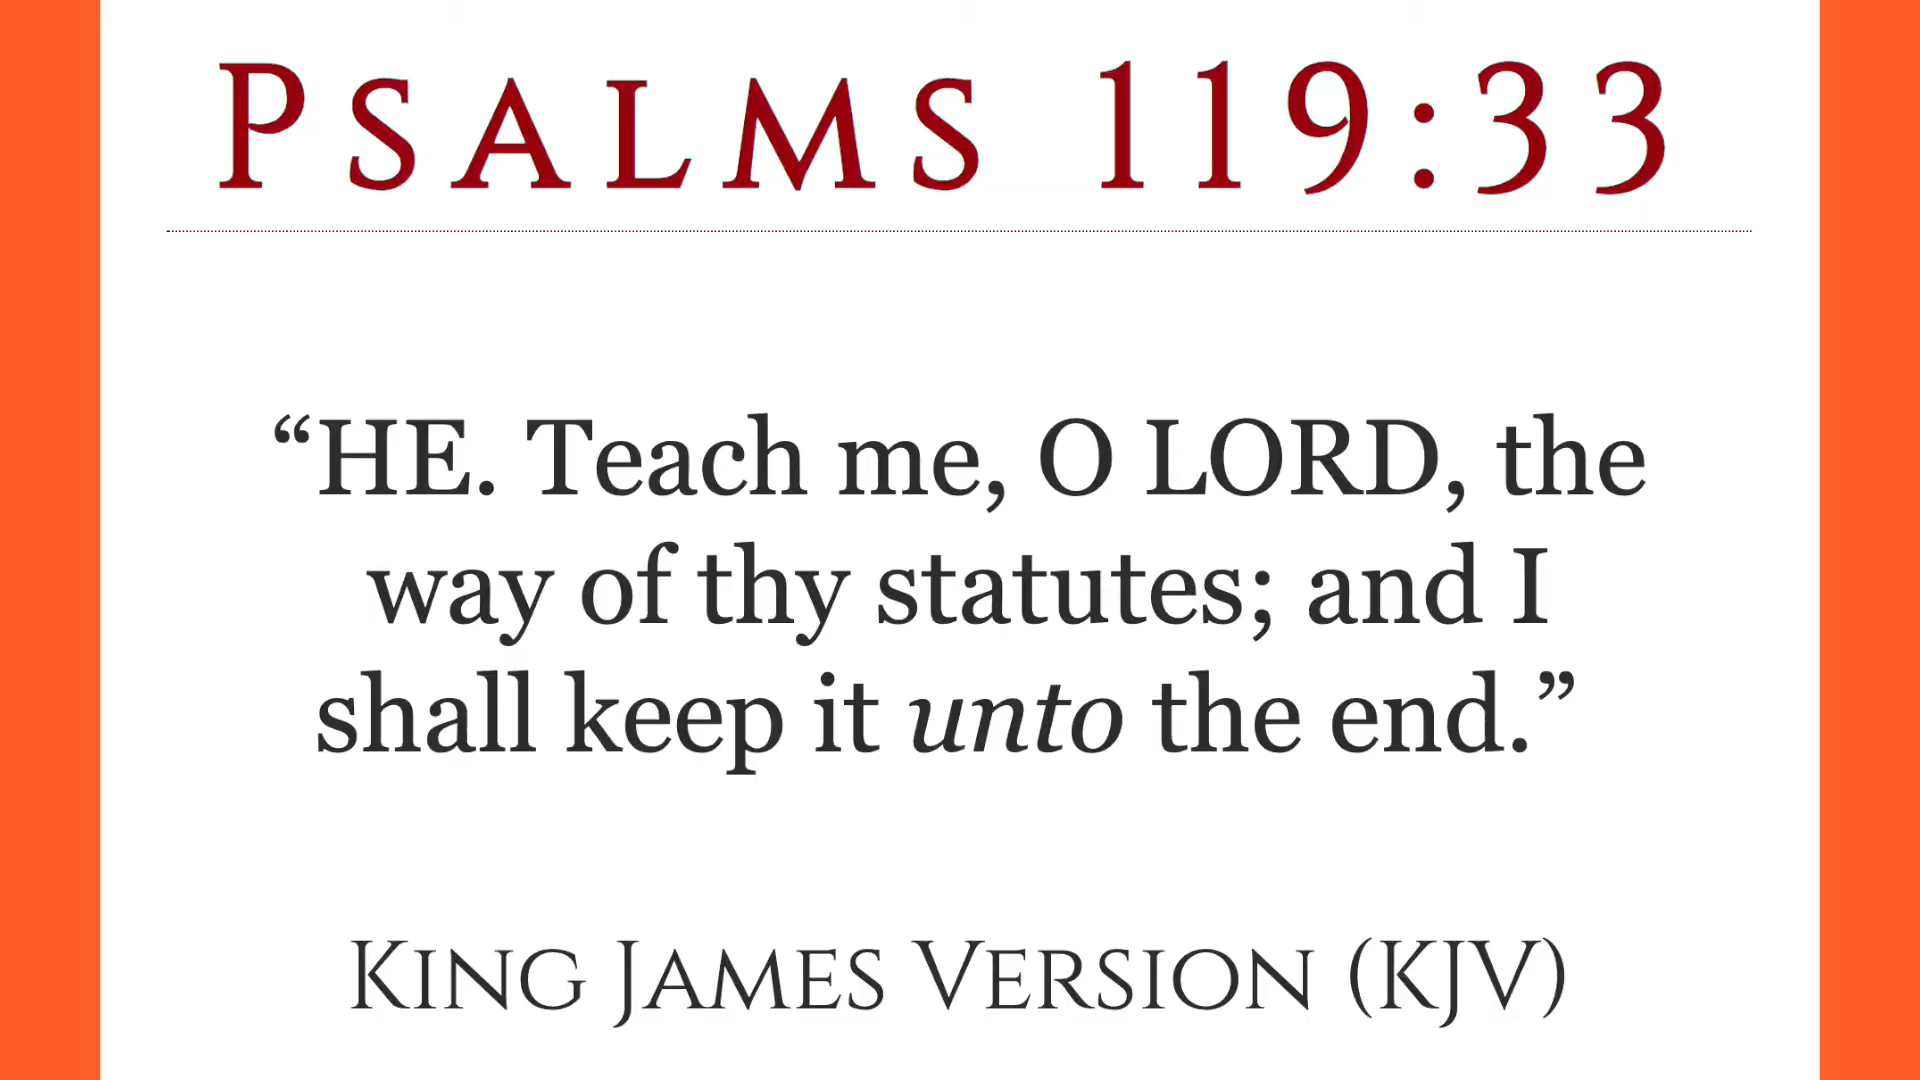 Psalms 119:33
“HE. Teach me, O LORD, the
way of thy statutes; and I
shall keep it unto the end.”
King James Version (KJV)